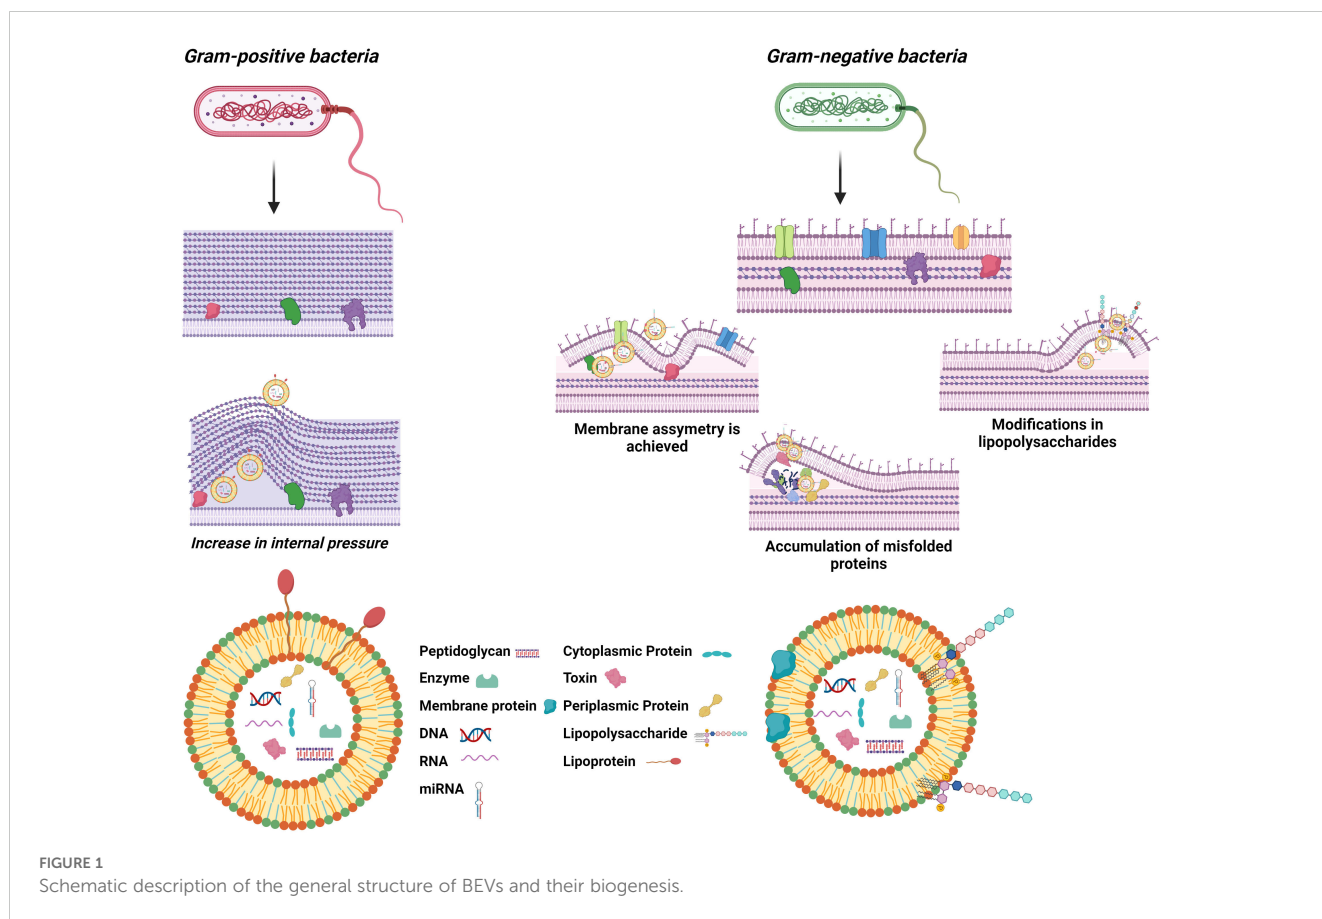 Gram-positive bacteria
Gram-negative bacteria
Membrane assymetry is
achieved
Modifications in
lipopolysaccharides
Increase in internal pressure
Accumulation of misfolded
proteins
Peptidoglycan
Enzyme
Membrane protein
DNA
RNA
miRNA
Cytoplasmic Protein
Toxin
Periplasmic Protein
Lipopolysaccharide
Lipoprotein
FIGURE 1
Schematic description of the general structure of BEVs and their biogenesis.